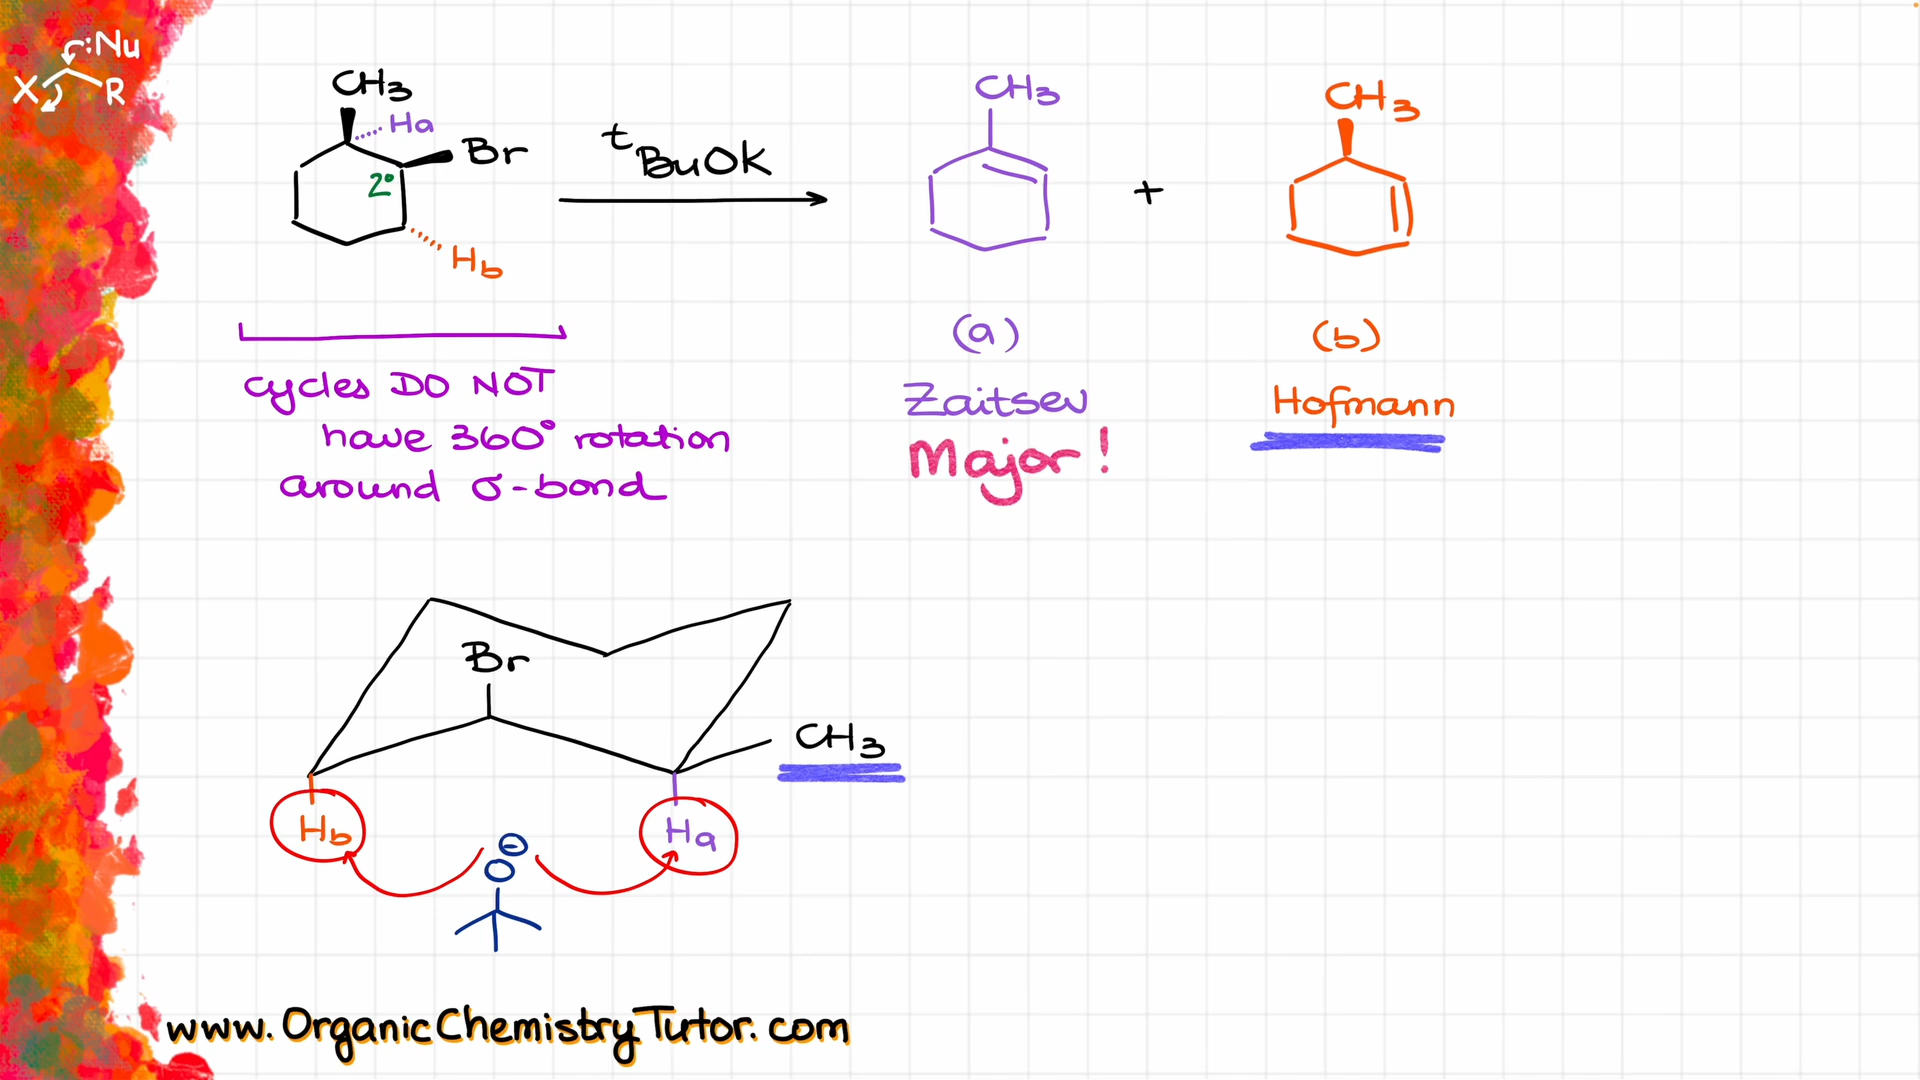 :Nu
X R
CH3
Ha
Br
2°
Hb
tBuOK
CH3
+
CH3
(a)
(b)
Zaitsev
Hofmann
Major!
cycles DO NOT
have 360° rotation
around σ-bond
Br
CH3
Hb
Ha
⊖
O
www.OrganicChemistryTutor.com